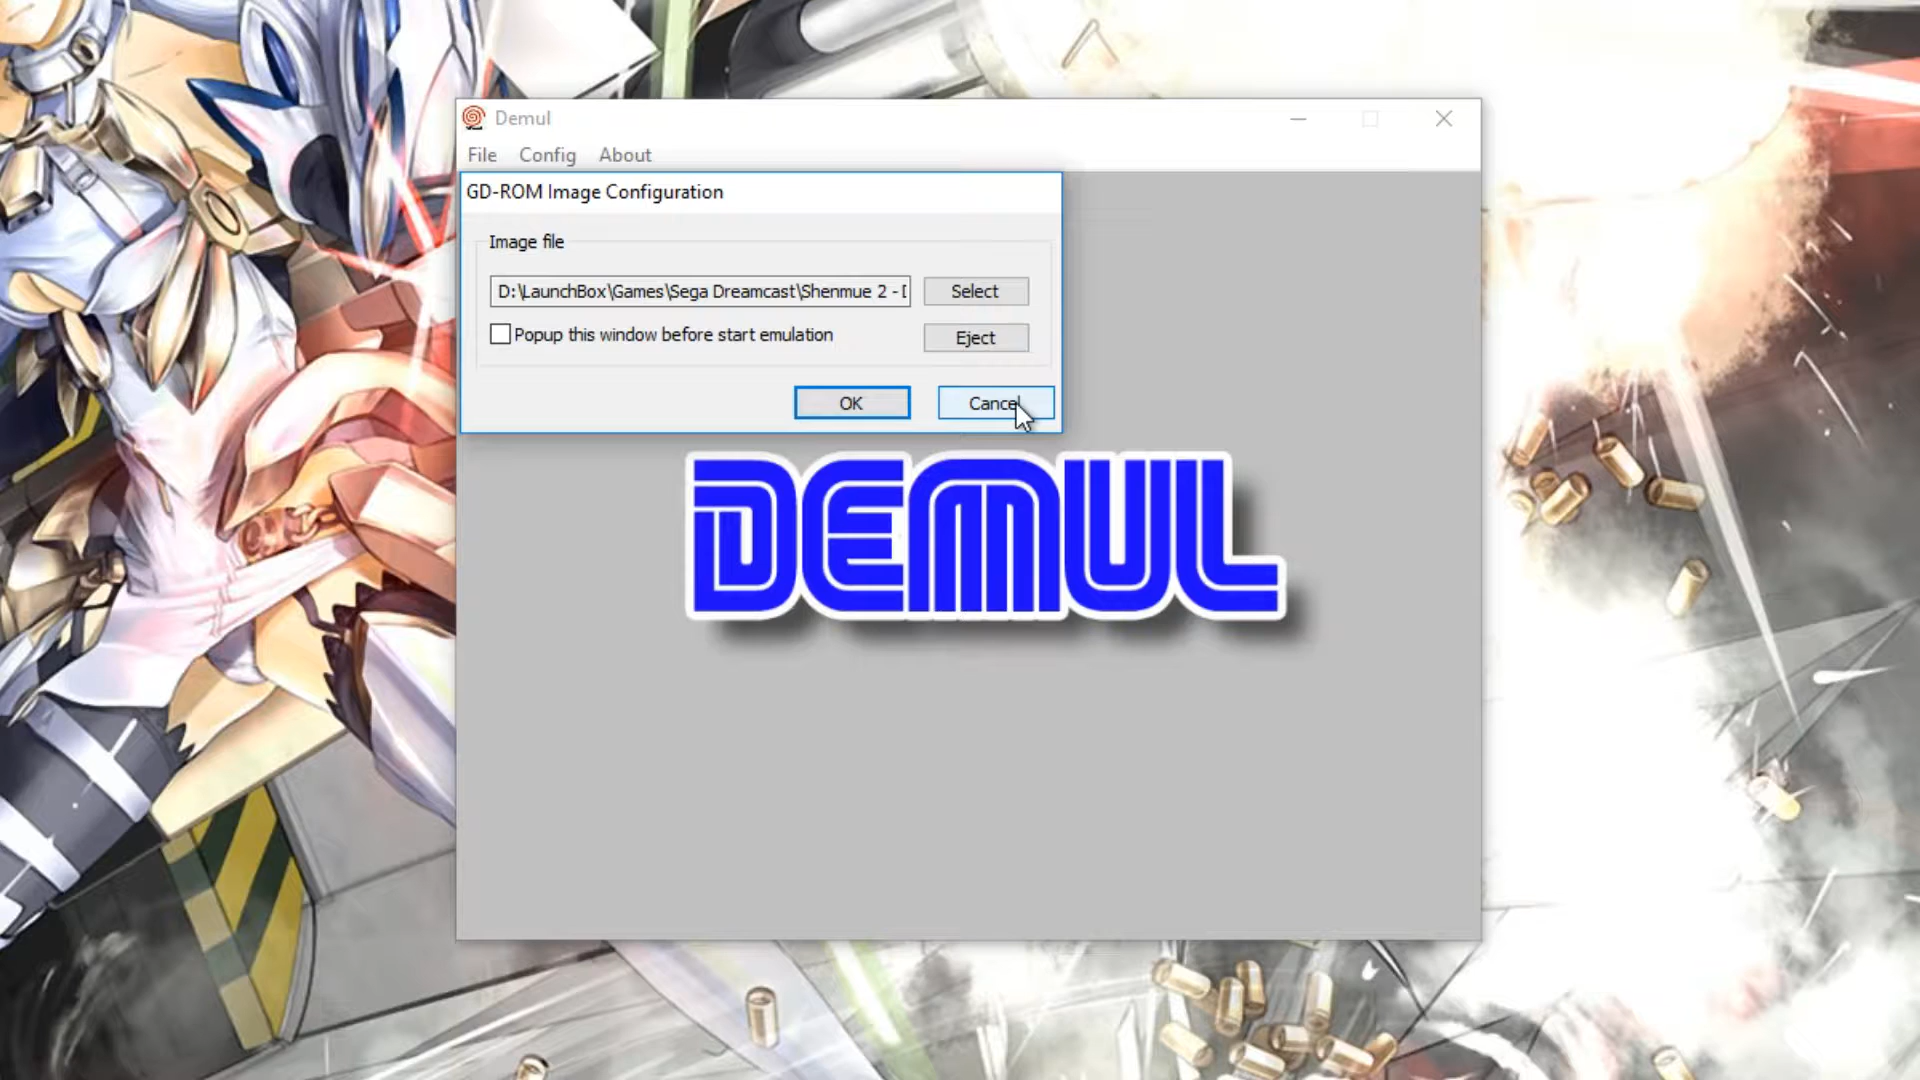 Demul
File Config About
GD-ROM Image Configuration
Image file
D:\LaunchBox\Games\Sega Dreamcast\Shenmue 2 - D
Select
Popup this window before start emulation
Eject
OK
Cancel
DEMUL